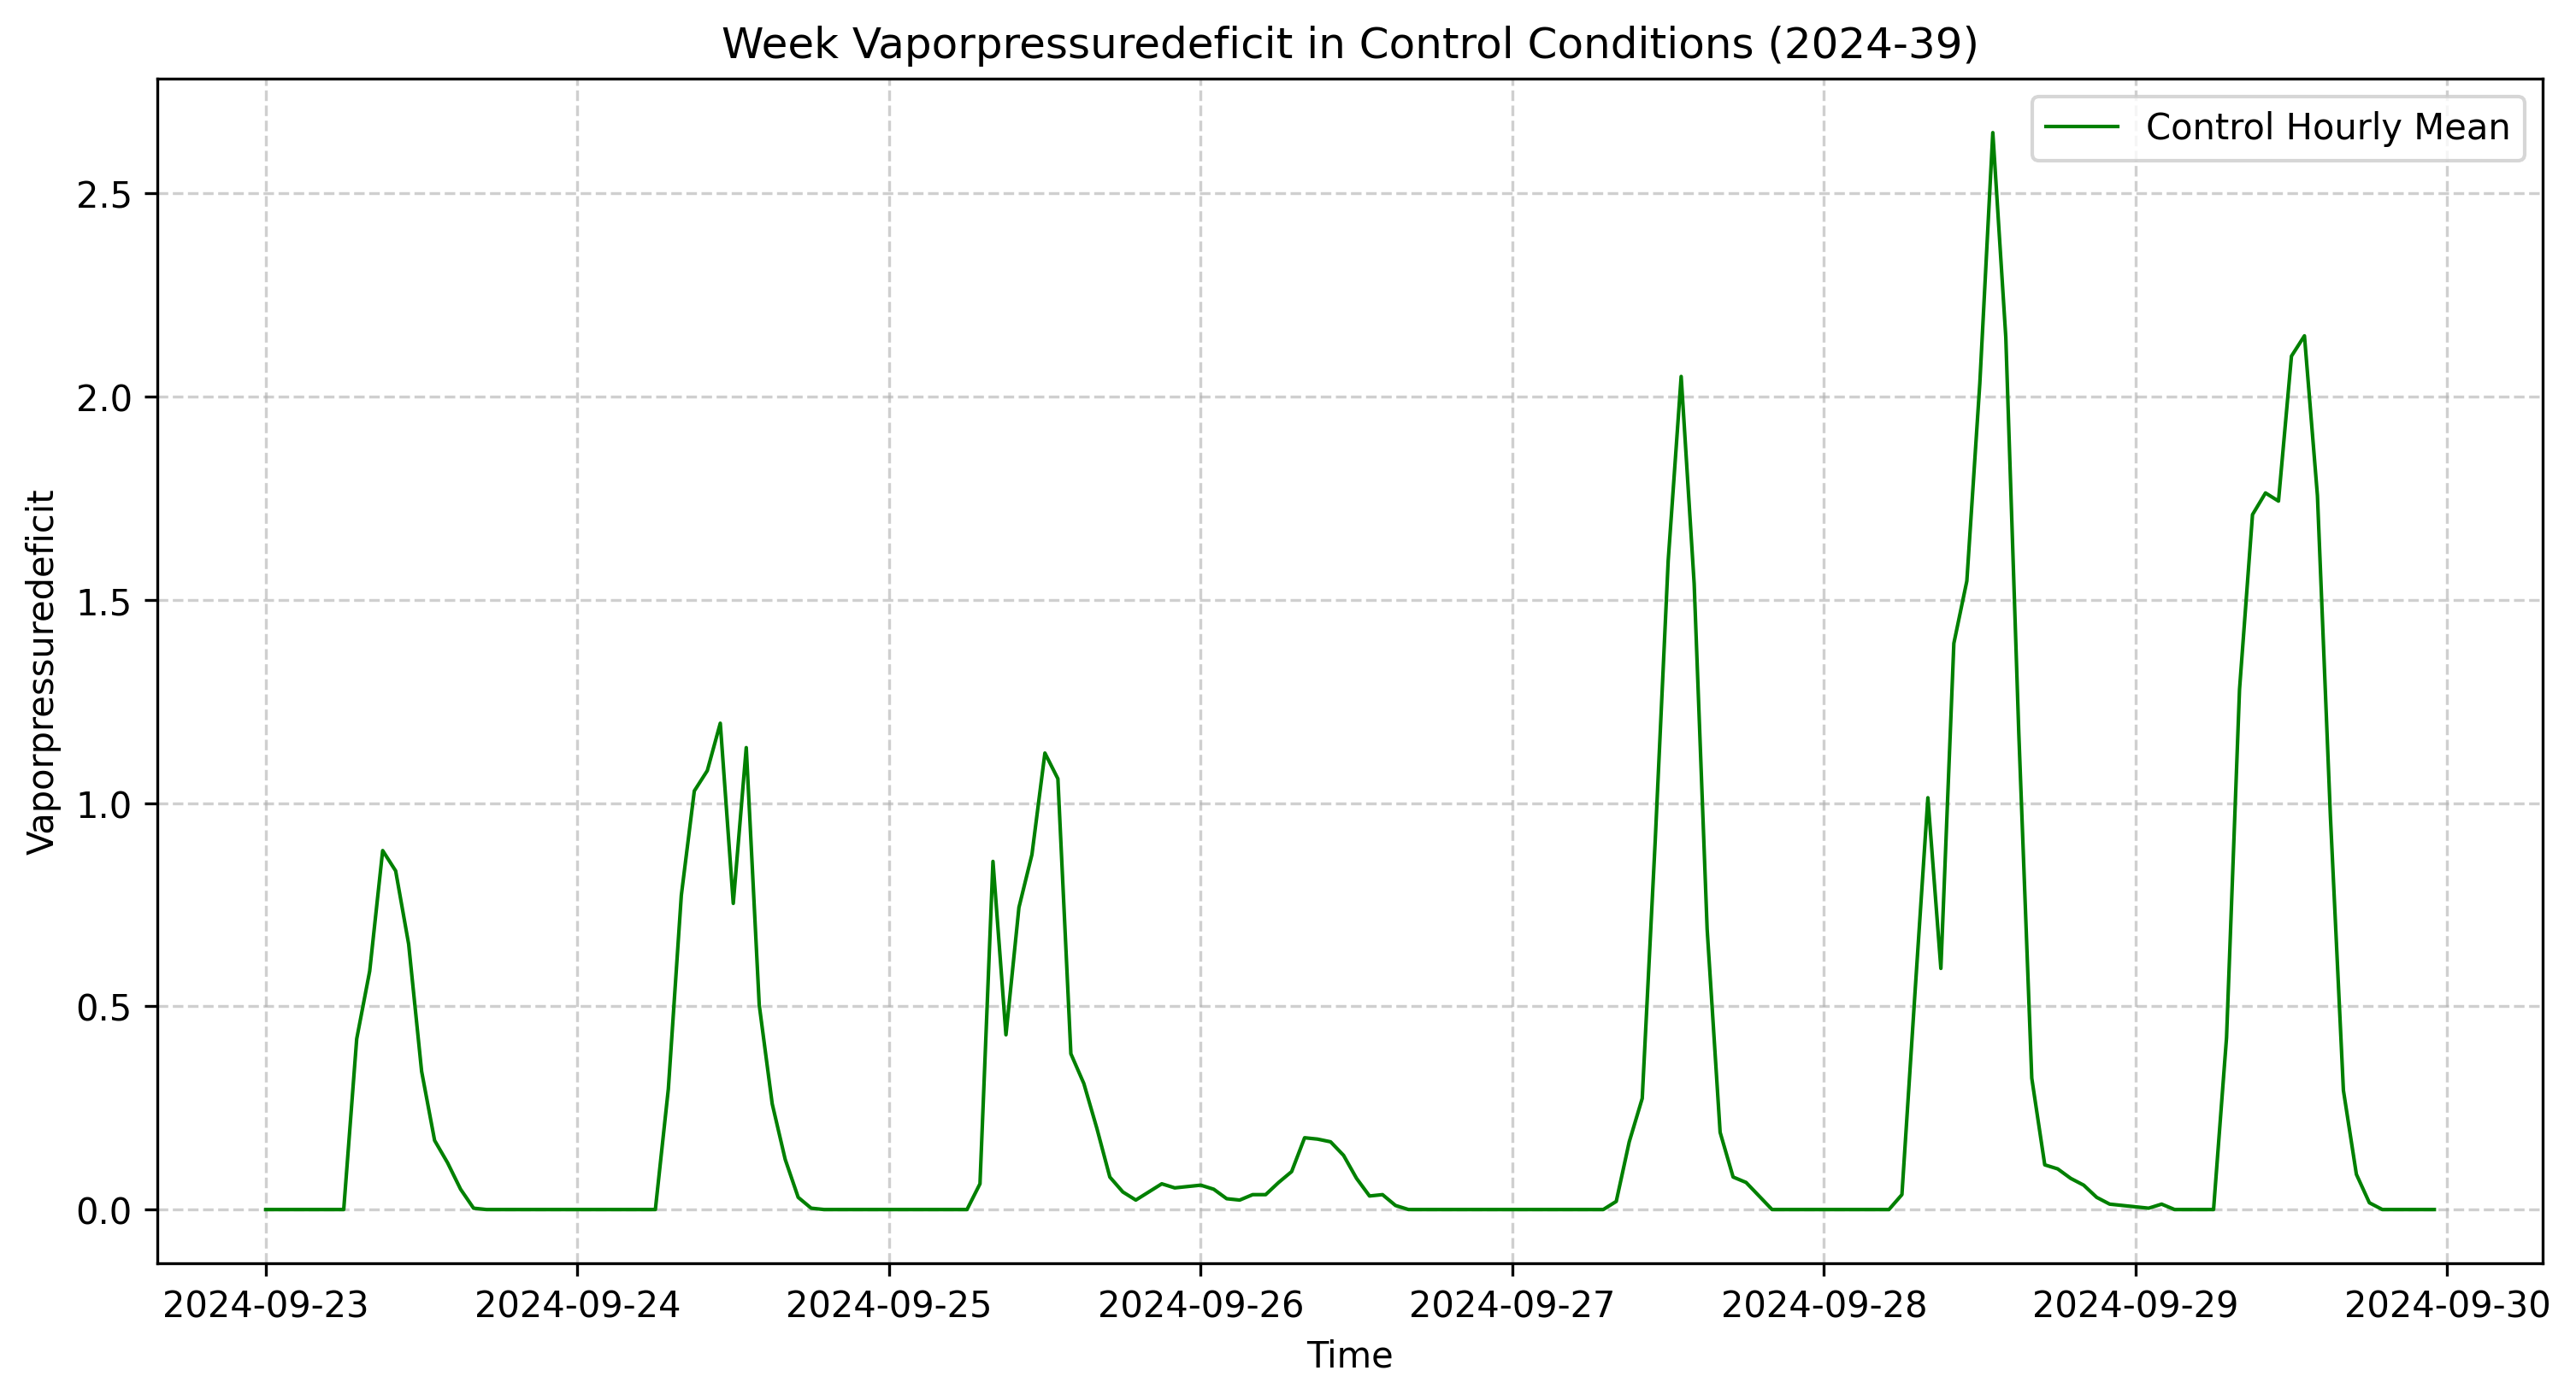 Week Vaporpressuredeficit in Control Conditions (2024-39)
Control Hourly Mean
Vaporpressuredeficit
2.5
2.0
1.5
1.0
0.5
0.0
2024-09-23 2024-09-24 2024-09-25 2024-09-26 2024-09-27 2024-09-28 2024-09-29 2024-09-30
Time